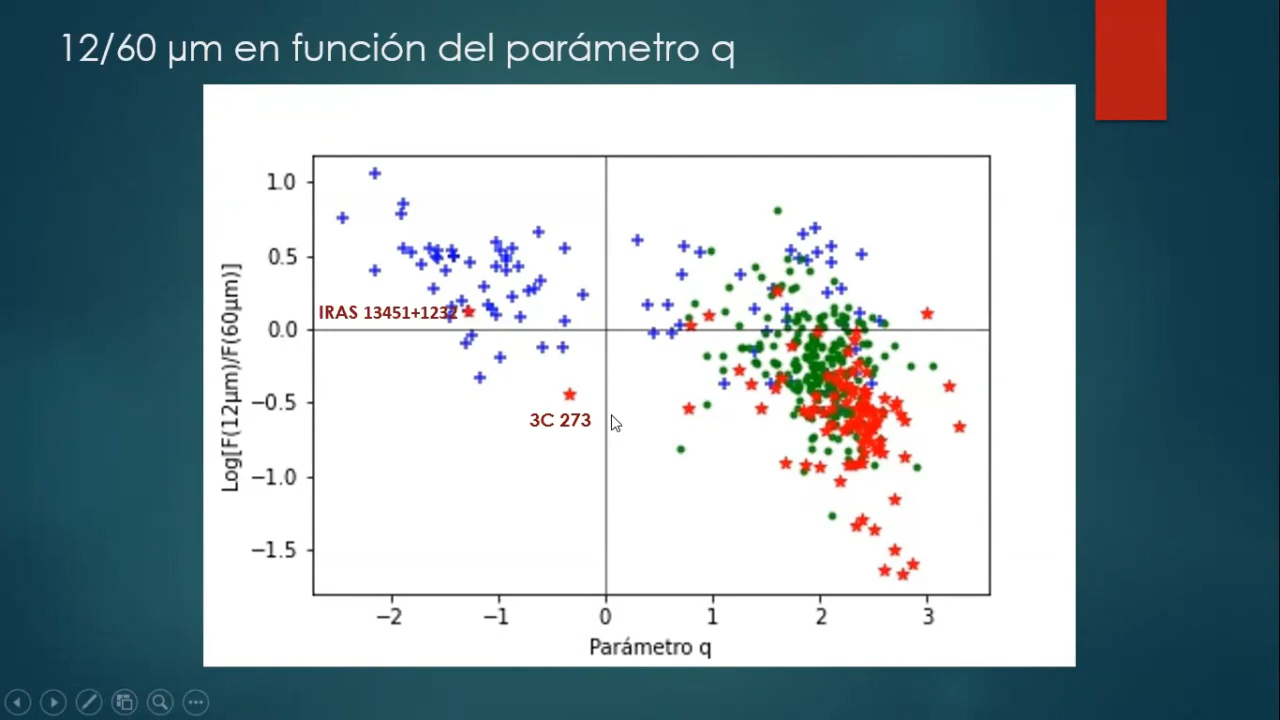 12/60 μm en función del parámetro q
Log[F(12μm)/F(60μm)]
1.0
0.5
0.0
−0.5
−1.0
−1.5
IRAS 13451+1232
3C 273
−2 −1 0 1 2 3
Parámetro q